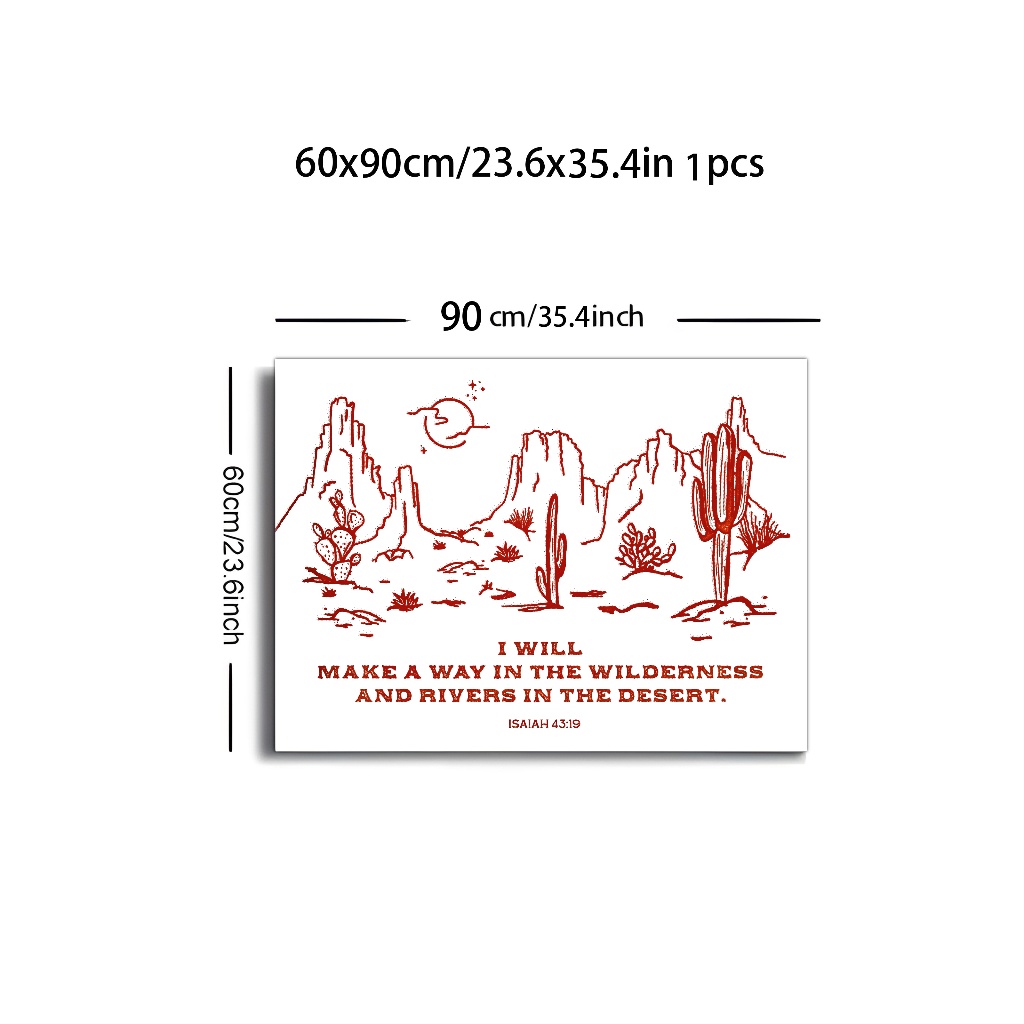 60x90cm/23.6x35.4in 1pcs
90 cm/35.4inch
60cm/23.6inch
I WILL
MAKE A WAY IN THE WILDERNESS
AND RIVERS IN THE DESERT.
ISAIAH 43:19